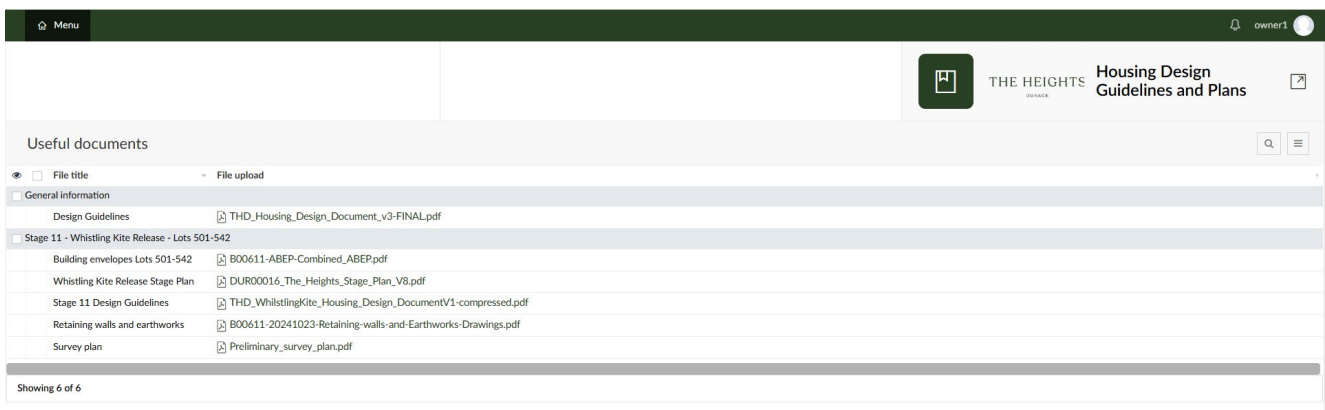 Menu
owner1
THE HEIGHTS
DURACK
Housing Design
Guidelines and Plans
Useful documents
File title
File upload
General information
Design Guidelines
THD_Housing_Design_Document_v3-FINAL.pdf
Stage 11 - Whistling Kite Release - Lots 501-542
Building envelopes Lots 501-542
B00611-ABEP-Combined_ABEP.pdf
Whistling Kite Release Stage Plan
DUR00016_The_Heights_Stage_Plan_V8.pdf
Stage 11 Design Guidelines
THD_WhilstlingKite_Housing_Design_DocumentV1-compressed.pdf
Retaining walls and earthworks
B00611-20241023-Retaining-walls-and-Earthworks-Drawings.pdf
Survey plan
Preliminary_survey_plan.pdf
Showing 6 of 6